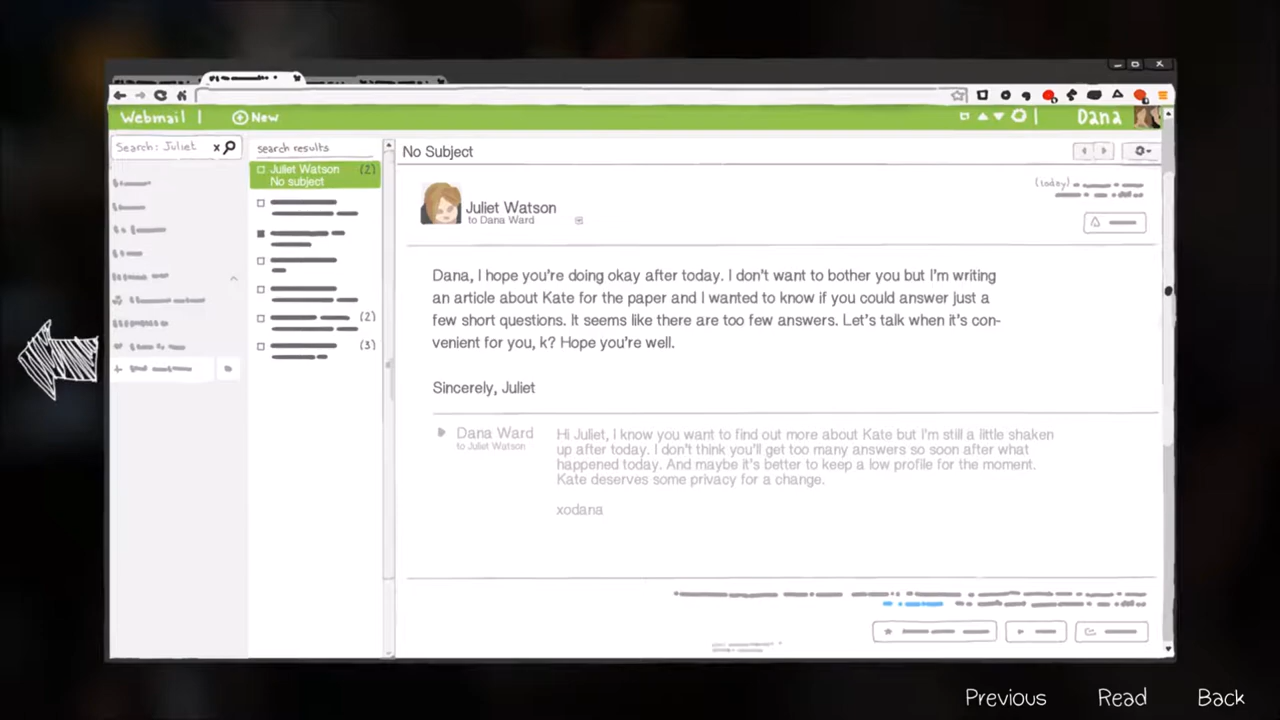 Webmail | New Dana
Search: Juliet x
search results
Juliet Watson (2)
No subject
(2)
(3)
No Subject
(today)
Juliet Watson
to Dana Ward
Dana, I hope you're doing okay after today. I don't want to bother you but I'm writing
an article about Kate for the paper and I wanted to know if you could answer just a
few short questions. It seems like there are too few answers. Let's talk when it's con-
venient for you, k? Hope you're well.
Sincerely, Juliet
Dana Ward
to Juliet Watson
Hi Juliet, I know you want to find out more about Kate but I'm still a little shaken
up after today. I don't think you'll get too many answers so soon after what
happened today. And maybe it's better to keep a low profile for the moment.
Kate deserves some privacy for a change.
xodana
Previous Read Back